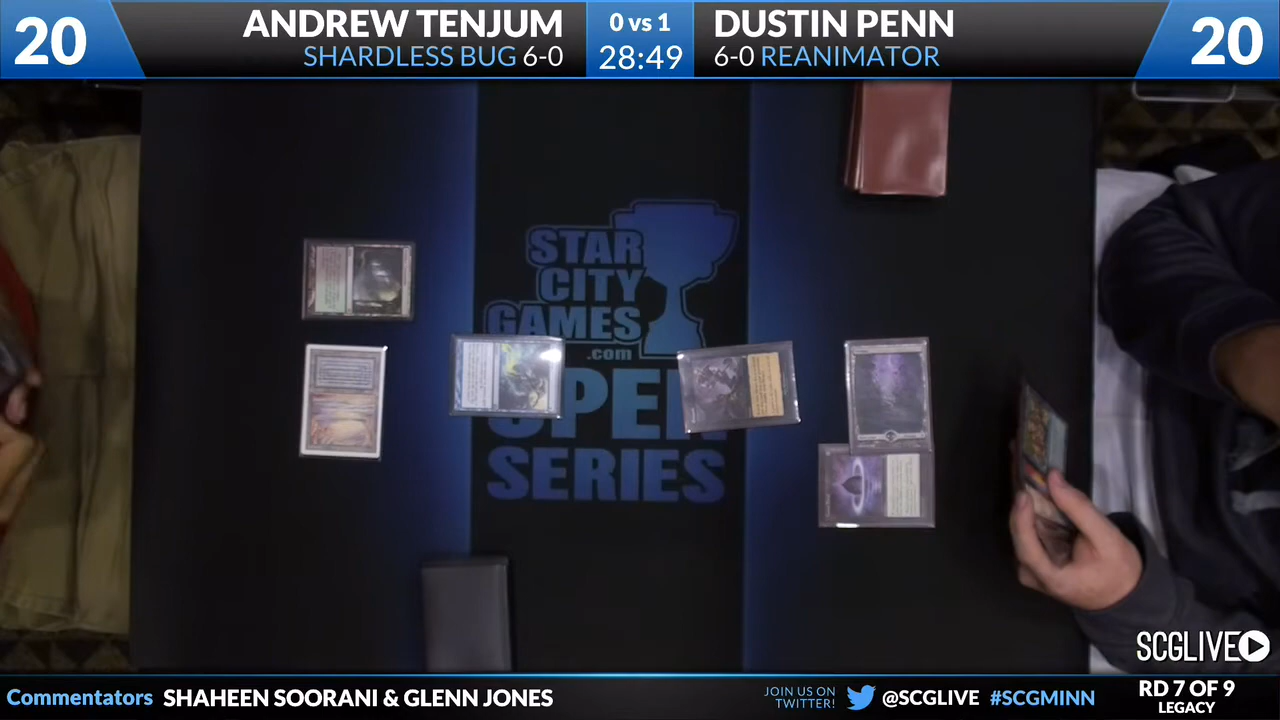 20
ANDREW TENJUM
SHARDLESS BUG 6-0
0 vs 1
28:49
DUSTIN PENN
6-0 REANIMATOR
20
STAR
CITY
GAMES
.com
OPEN
SERIES
SCGLIVE
Commentators SHAHEEN SOORANI & GLENN JONES
JOIN US ON
TWITTER!
@SCGLIVE #SCGMINN
RD 7 OF 9
LEGACY